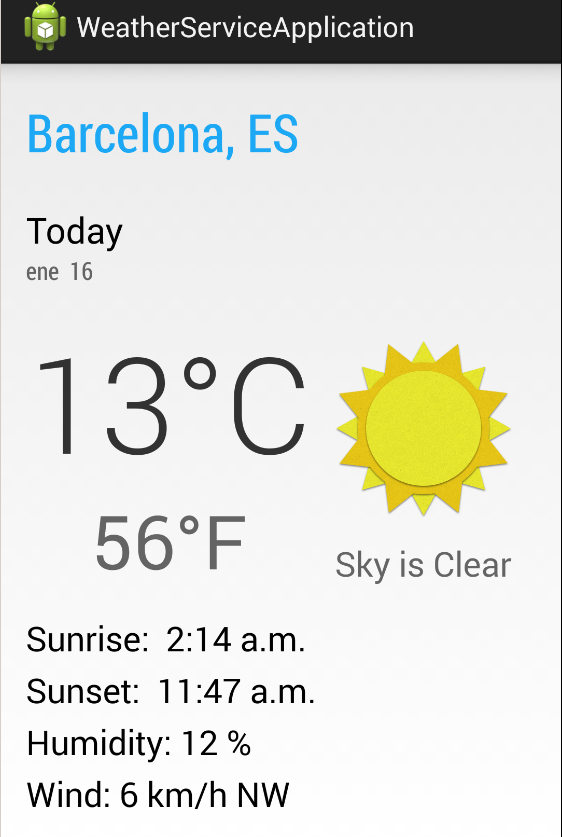 WeatherServiceApplication
Barcelona, ES
Today
ene 16
13°C
56°F
Sky is Clear
Sunrise: 2:14 a.m.
Sunset: 11:47 a.m.
Humidity: 12 %
Wind: 6 km/h NW